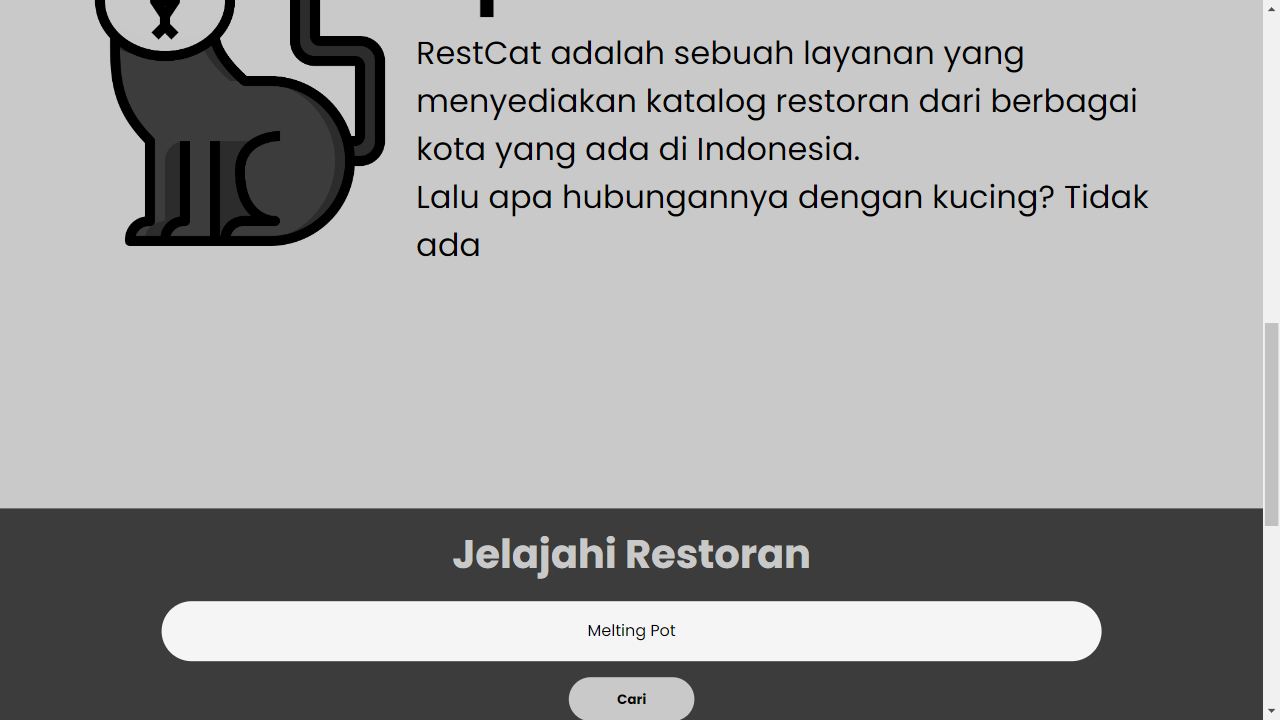 RestCat adalah sebuah layanan yang
menyediakan katalog restoran dari berbagai
kota yang ada di Indonesia.
Lalu apa hubungannya dengan kucing? Tidak
ada
Jelajahi Restoran
Melting Pot
Cari